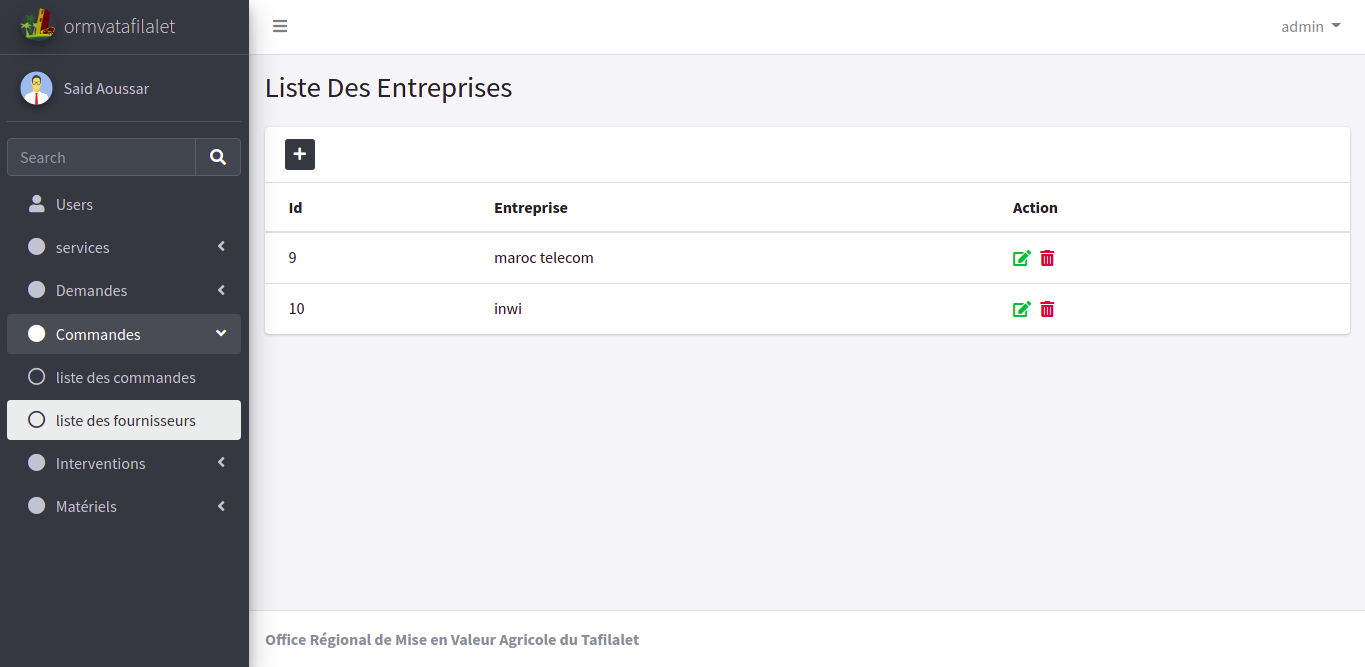 ormvatafilalet
admin
Said Aoussar
Search
Users
services
Demandes
Commandes
liste des commandes
liste des fournisseurs
Interventions
Matériels
Liste Des Entreprises
Id Entreprise Action
9 maroc telecom
10 inwi
Office Régional de Mise en Valeur Agricole du Tafilalet